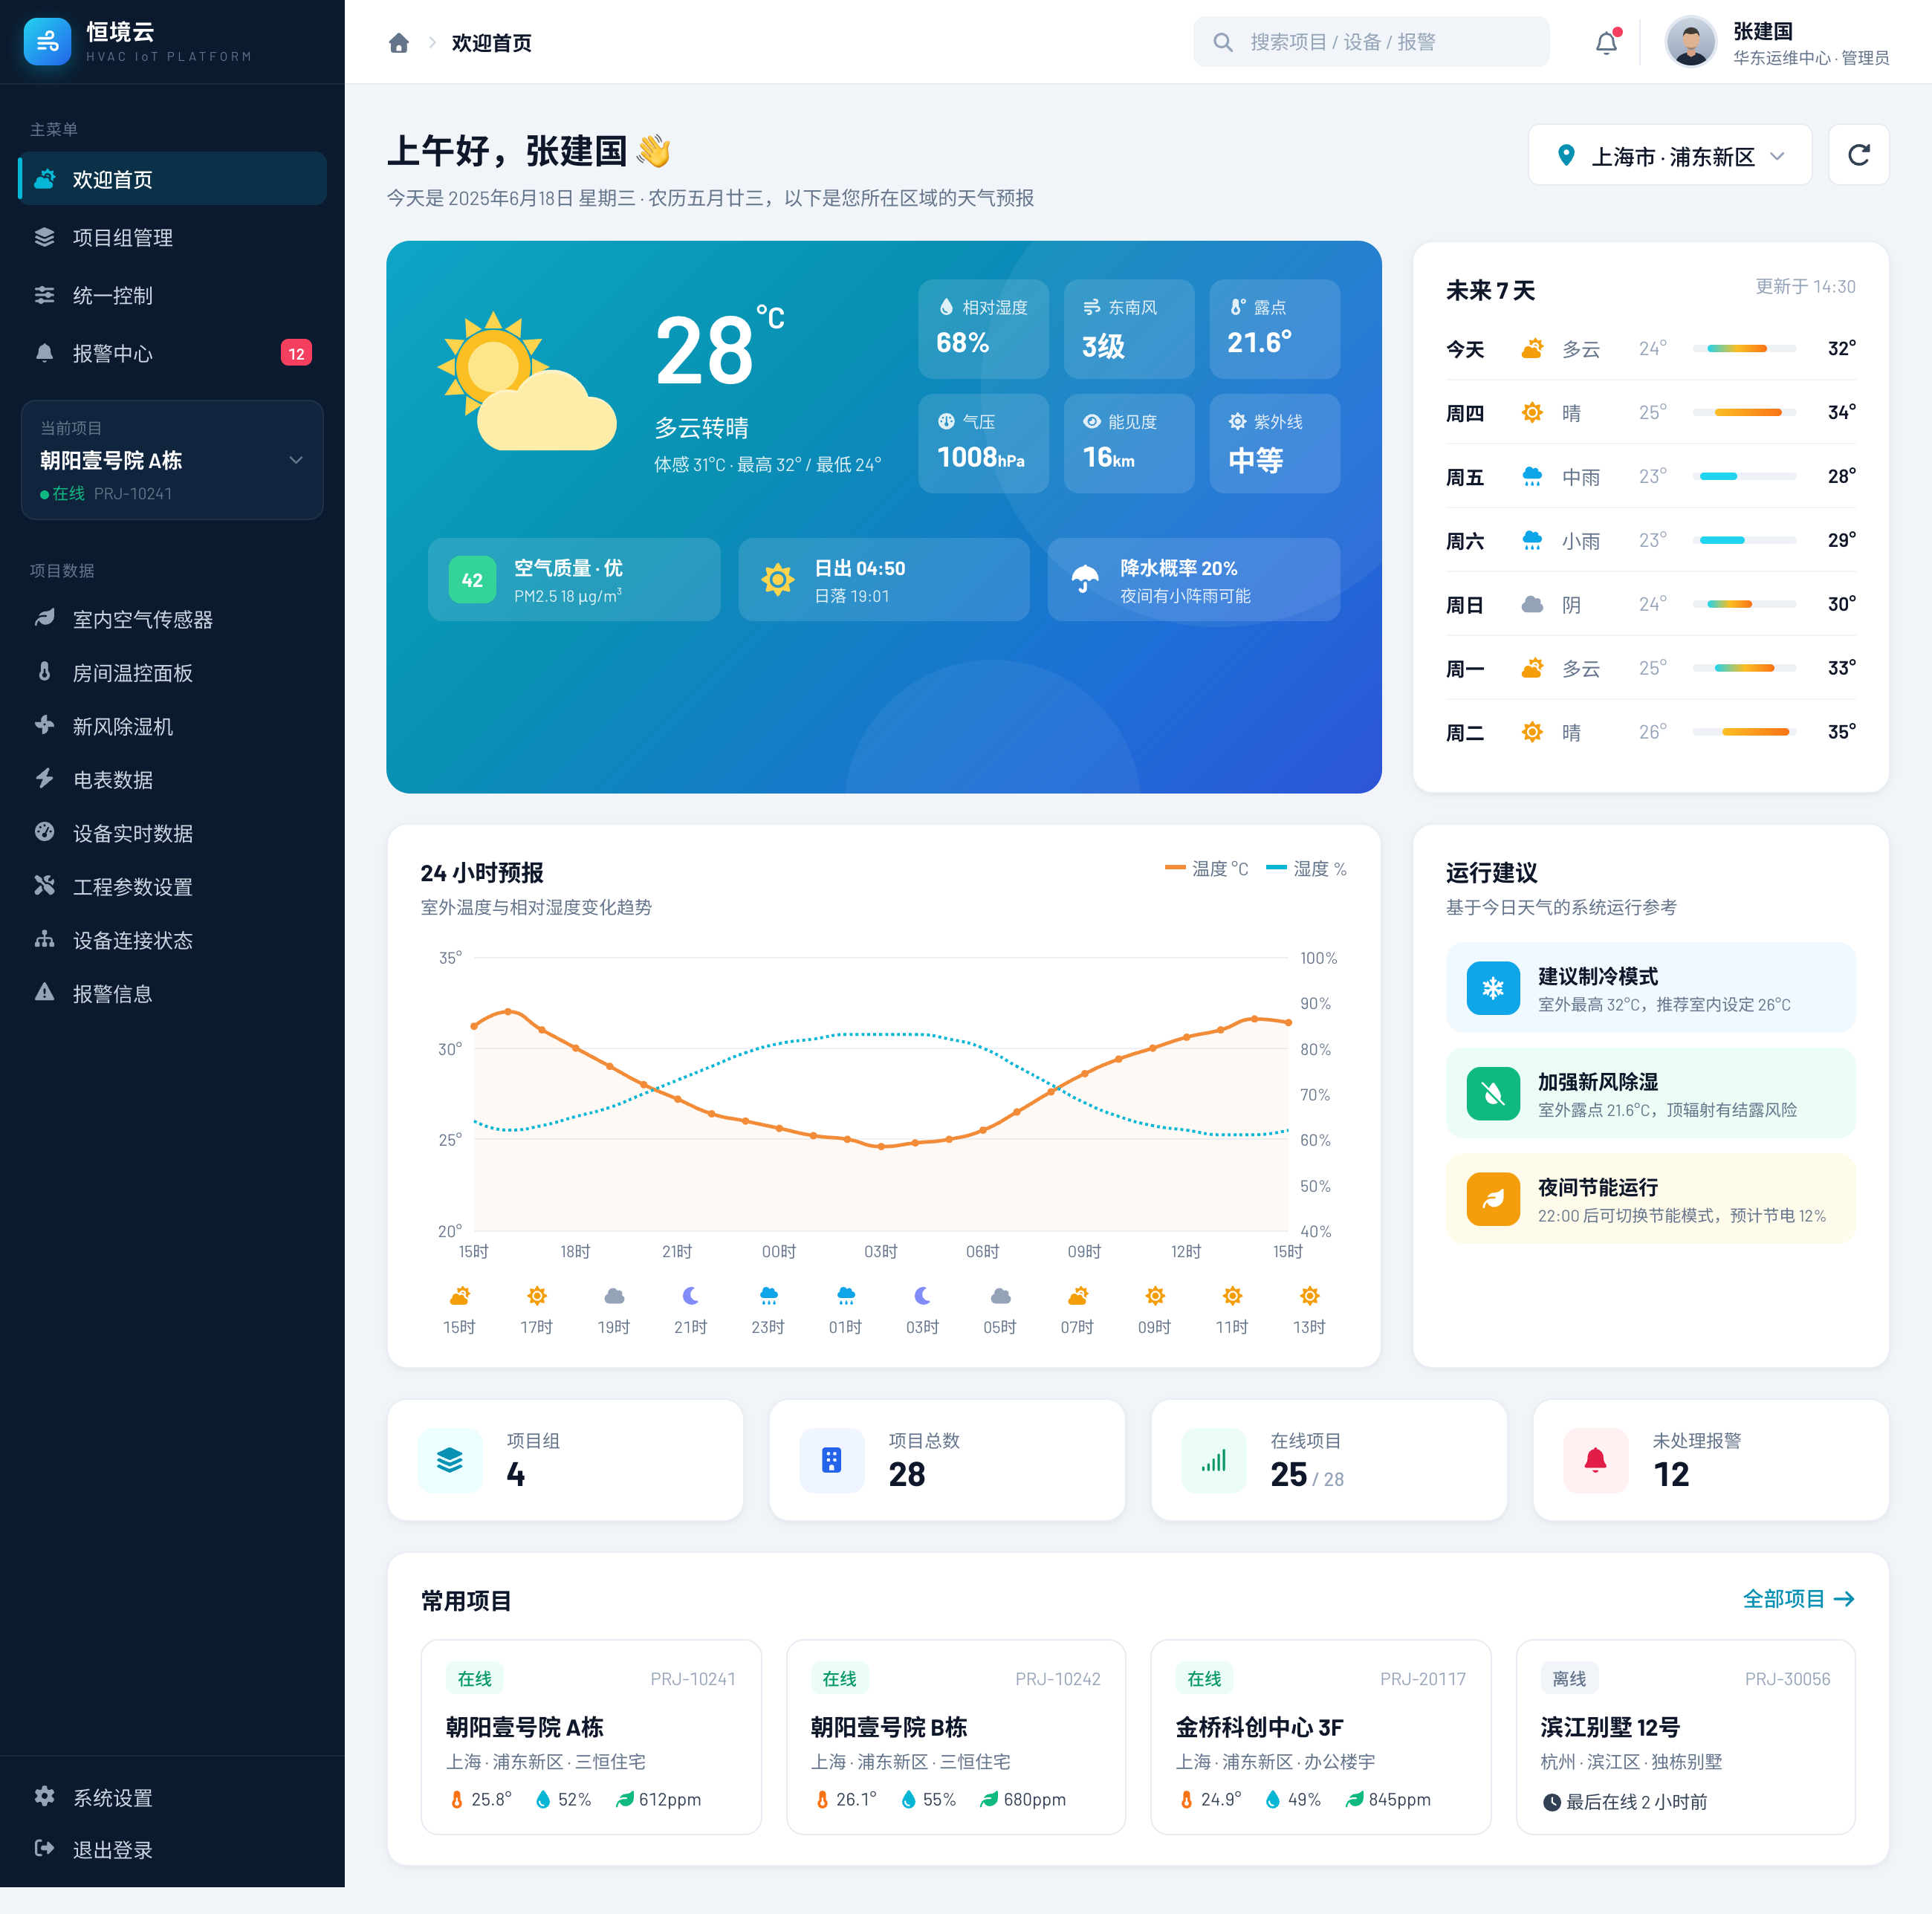 恒境云
HVAC IoT PLATFORM
主菜单
欢迎首页
项目组管理
统一控制
报警中心 12
当前项目
朝阳壹号院 A栋
在线 PRJ-10241
项目数据
室内空气传感器
房间温控面板
新风除湿机
电表数据
设备实时数据
工程参数设置
设备连接状态
报警信息
系统设置
退出登录
欢迎首页
搜索项目 / 设备 / 报警
张建国
华东运维中心 · 管理员
上午好，张建国👋
今天是 2025年6月18日 星期三 · 农历五月廿三，以下是您所在区域的天气预报
上海市 · 浦东新区
28°C
多云转晴
体感 31°C · 最高 32° / 最低 24°
相对湿度
68%
东南风
3级
露点
21.6°
气压
1008hPa
能见度
16km
紫外线
中等
42
空气质量 · 优
PM2.5 18 μg/m³
日出 04:50
日落 19:01
降水概率 20%
夜间有小阵雨可能
未来 7 天
更新于 14:30
今天 多云 24° 32°
周四 晴 25° 34°
周五 中雨 23° 28°
周六 小雨 23° 29°
周日 阴 24° 30°
周一 多云 25° 33°
周二 晴 26° 35°
24 小时预报
室外温度与相对湿度变化趋势
温度 °C 湿度 %
35°
30°
25°
20°
100%
90%
80%
70%
60%
50%
40%
15时 18时 21时 00时 03时 06时 09时 12时 15时
15时 17时 19时 21时 23时 01时 03时 05时 07时 09时 11时 13时
运行建议
基于今日天气的系统运行参考
建议制冷模式
室外最高 32°C，推荐室内设定 26°C
加强新风除湿
室外露点 21.6°C，顶辐射有结露风险
夜间节能运行
22:00 后可切换节能模式，预计节电 12%
项目组
4
项目总数
28
在线项目
25 / 28
未处理报警
12
常用项目
全部项目
在线 PRJ-10241
朝阳壹号院 A栋
上海 · 浦东新区 · 三恒住宅
25.8° 52% 612ppm
在线 PRJ-10242
朝阳壹号院 B栋
上海 · 浦东新区 · 三恒住宅
26.1° 55% 680ppm
在线 PRJ-20117
金桥科创中心 3F
上海 · 浦东新区 · 办公楼宇
24.9° 49% 845ppm
离线 PRJ-30056
滨江别墅 12号
杭州 · 滨江区 · 独栋别墅
最后在线 2 小时前